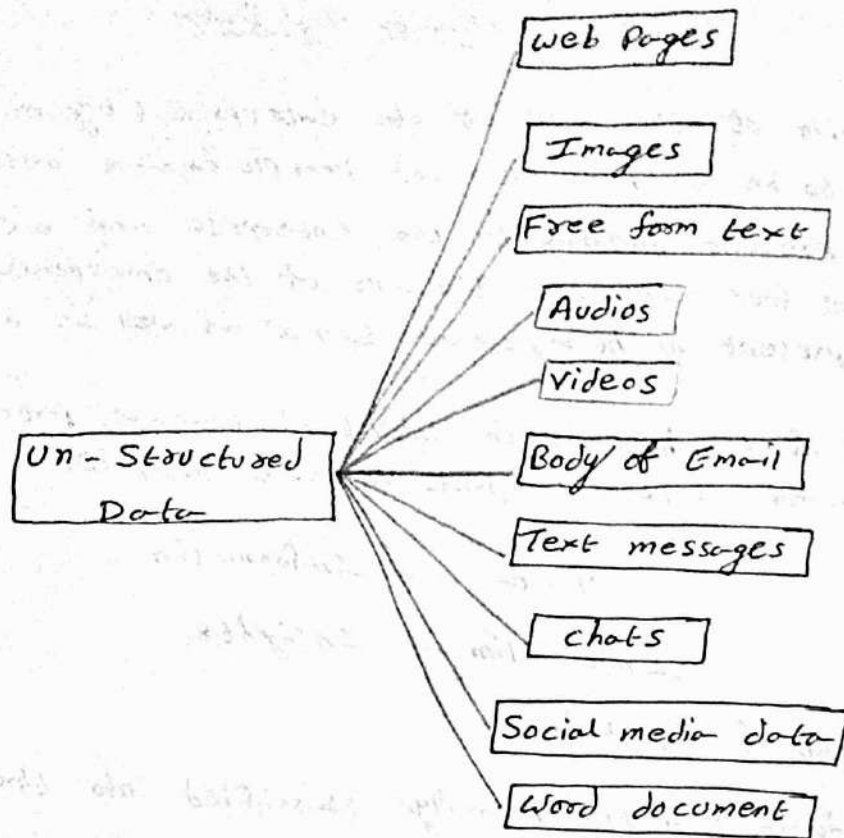 Web Pages
Images
Free form text
Audios
Videos
Un-Structured
Data
Body of Email
Text messages
chats
Social media data
Word document